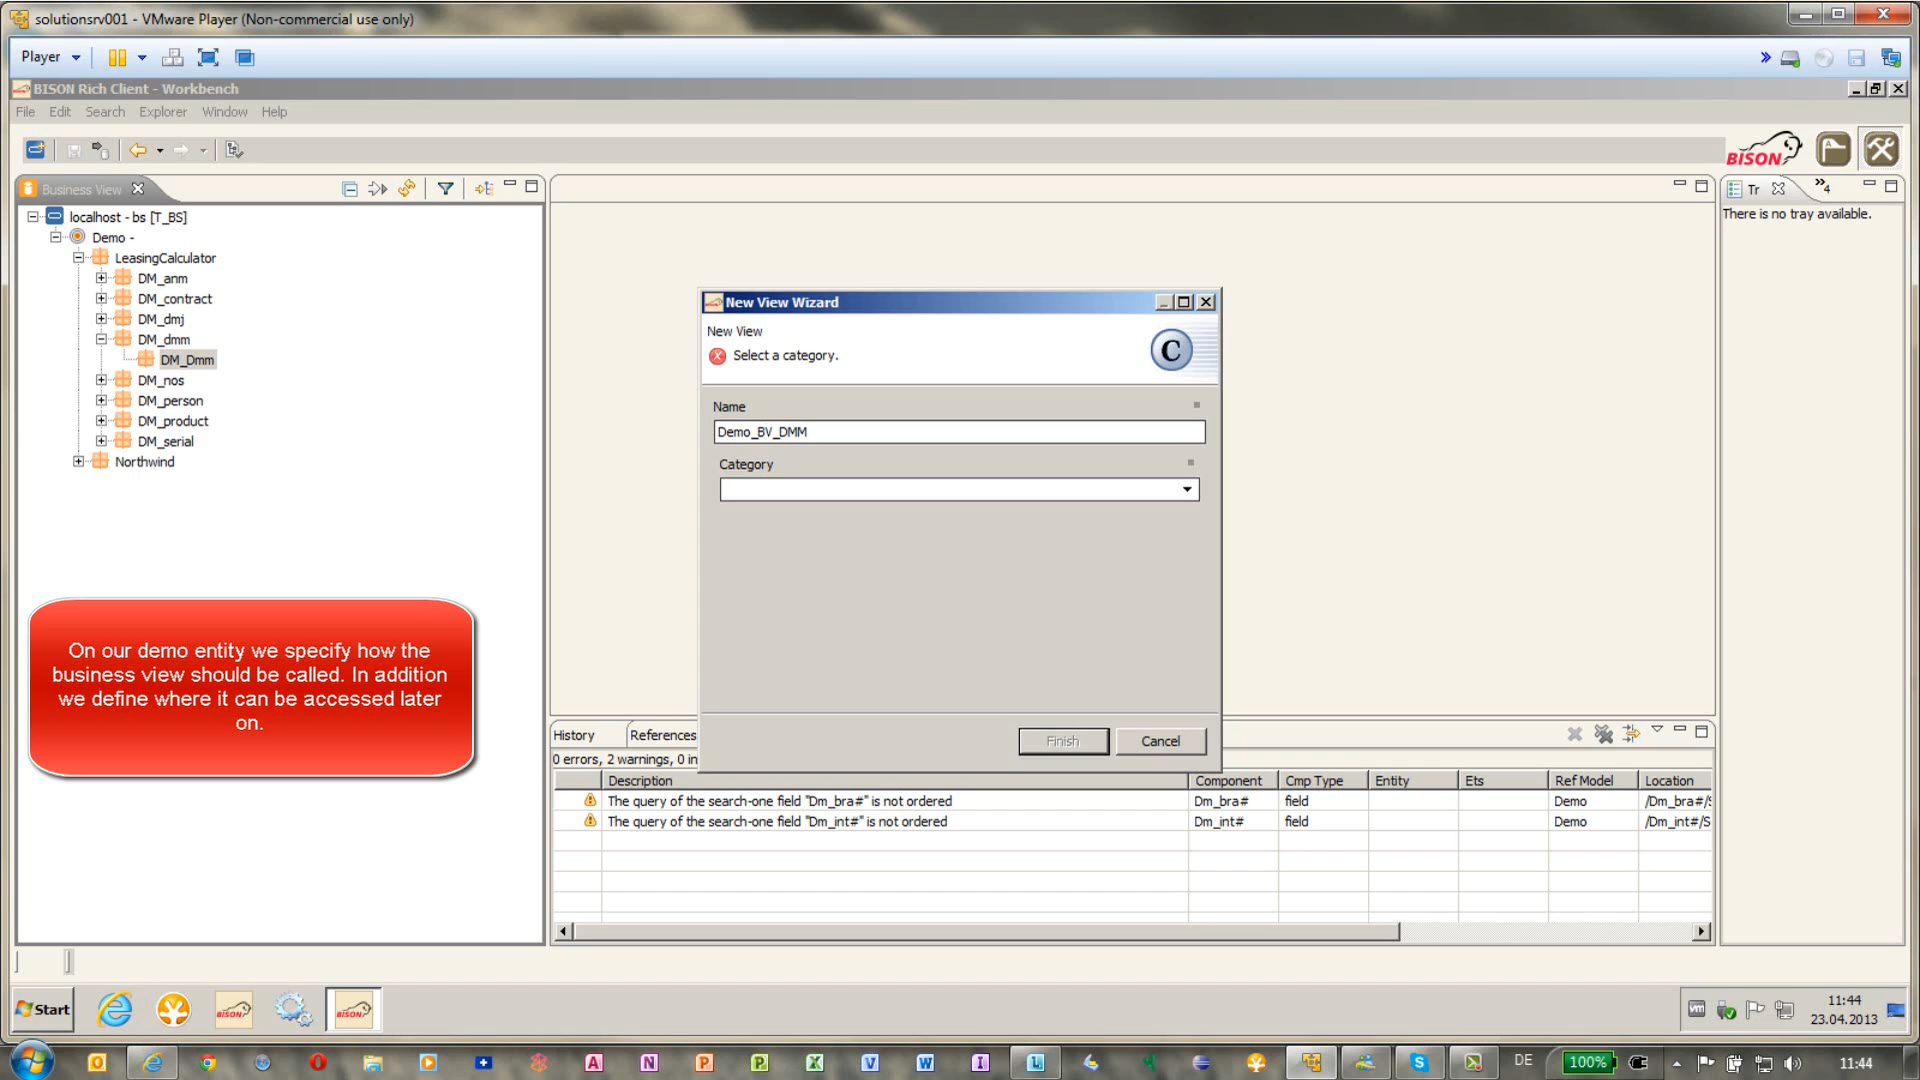 solutionsrv001 - VMware Player (Non-commercial use only)
Player
BISON Rich Client - Workbench
File Edit Search Explorer Window Help
BISON
Business View
Tr
4
localhost - bs [T_BS]
There is no tray available.
Demo -
LeasingCalculator
DM_anm
DM_contract
DM_dmj
DM_dmm
DM_Dmm
DM_nos
DM_person
DM_product
DM_serial
Northwind
New View Wizard
New View
Select a category.
C
Name
Demo_BV_DMM
Category
Finish Cancel
On our demo entity we specify how the
business view should be called. In addition
we define where it can be accessed later
on.
History References
0 errors, 2 warnings, 0 in
Description Component Cmp Type Entity Ets Ref Model Location
The query of the search-one field "Dm_bra#" is not ordered Dm_bra# field Demo /Dm_bra#/S
The query of the search-one field "Dm_int#" is not ordered Dm_int# field Demo /Dm_int#/S
Start
BISON
BISON
11:44
23.04.2013
DE 100% 11:44